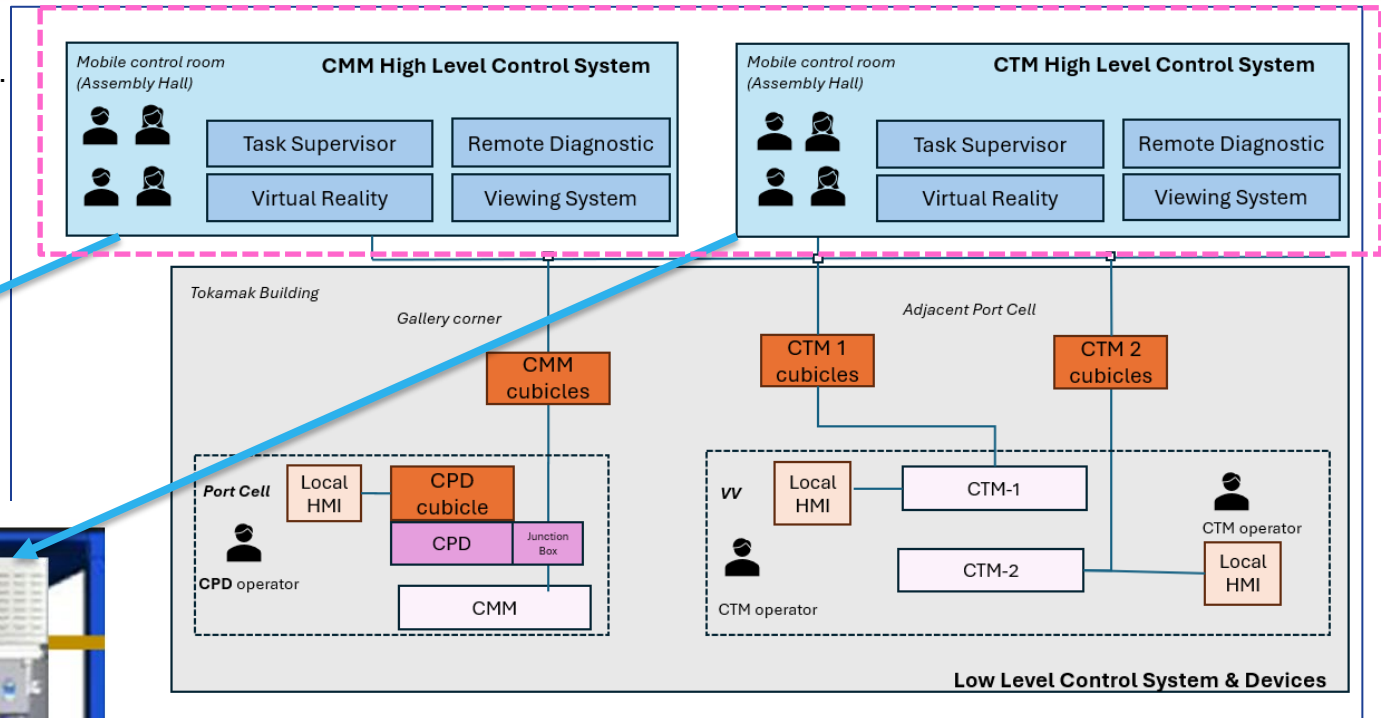 Mobile control room
(Assembly Hall)
CMM High Level Control System
Task Supervisor
Remote Diagnostic
Virtual Reality
Viewing System
Mobile control room
(Assembly Hall)
CTM High Level Control System
Task Supervisor
Remote Diagnostic
Virtual Reality
Viewing System
Tokamak Building
Gallery corner
Adjacent Port Cell
CMM
cubicles
CTM 1
cubicles
CTM 2
cubicles
Port Cell
Local
HMI
CPD
cubicle
CPD
Junction
Box
CPD operator
CMM
VV
Local
HMI
CTM-1
CTM operator
CTM-2
Local
HMI
CTM operator
Low Level Control System & Devices